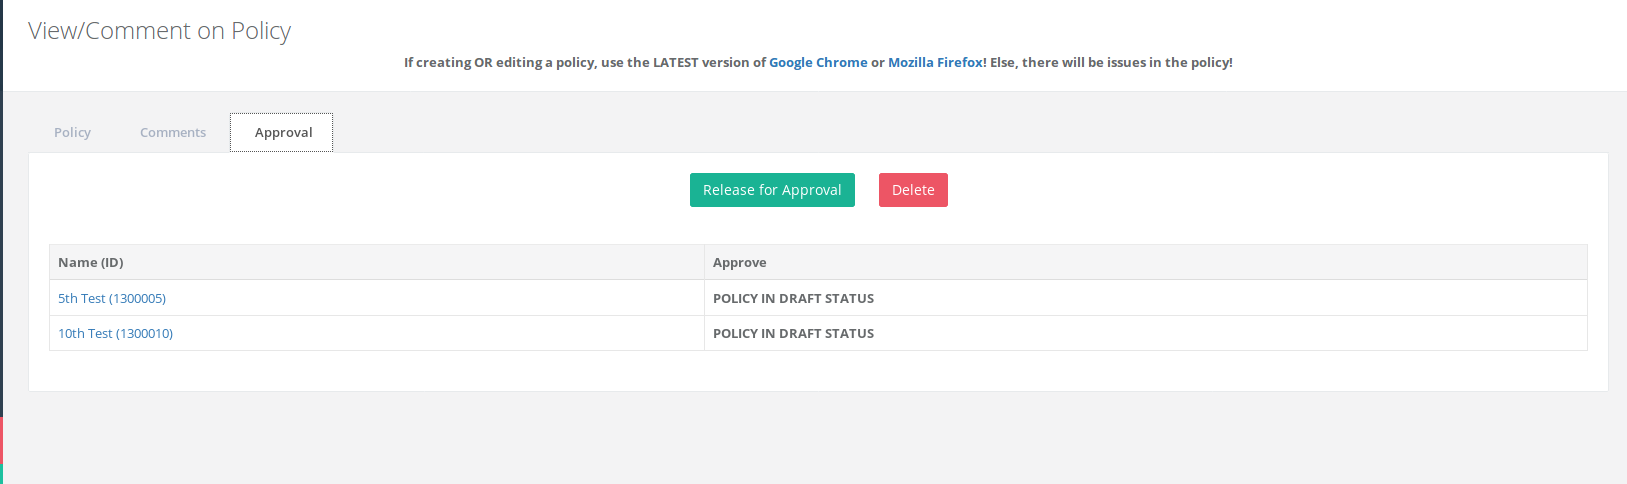 View/Comment on Policy
If creating OR editing a policy, use the LATEST version of Google Chrome or Mozilla Firefox! Else, there will be issues in the policy!
Policy Comments Approval
Release for Approval Delete
Name (ID) Approve
5th Test (1300005) POLICY IN DRAFT STATUS
10th Test (1300010) POLICY IN DRAFT STATUS